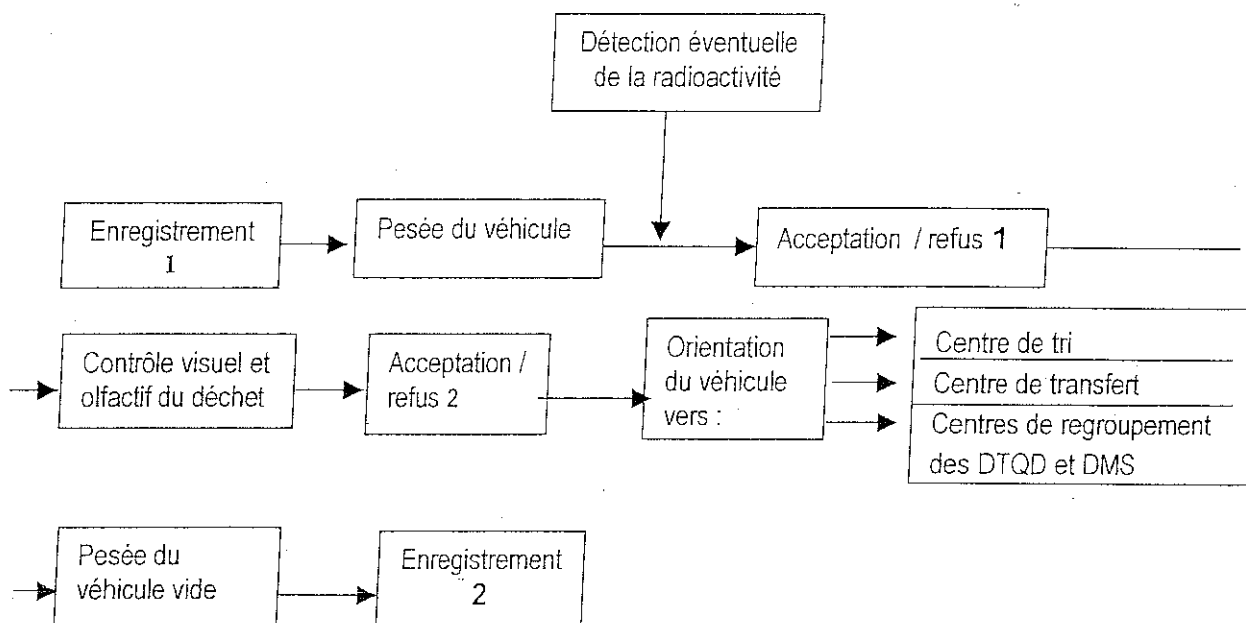 Détection éventuelle
de la radioactivité
Enregistrement
1
Pesée du véhicule
Acceptation / refus 1
Contrôle visuel et
olfactif du déchet
Acceptation /
refus 2
Orientation
du véhicule
vers :
Centre de tri
Centre de transfert
Centres de regroupement
des DTQD et DMS
Pesée du
véhicule vide
Enregistrement
2